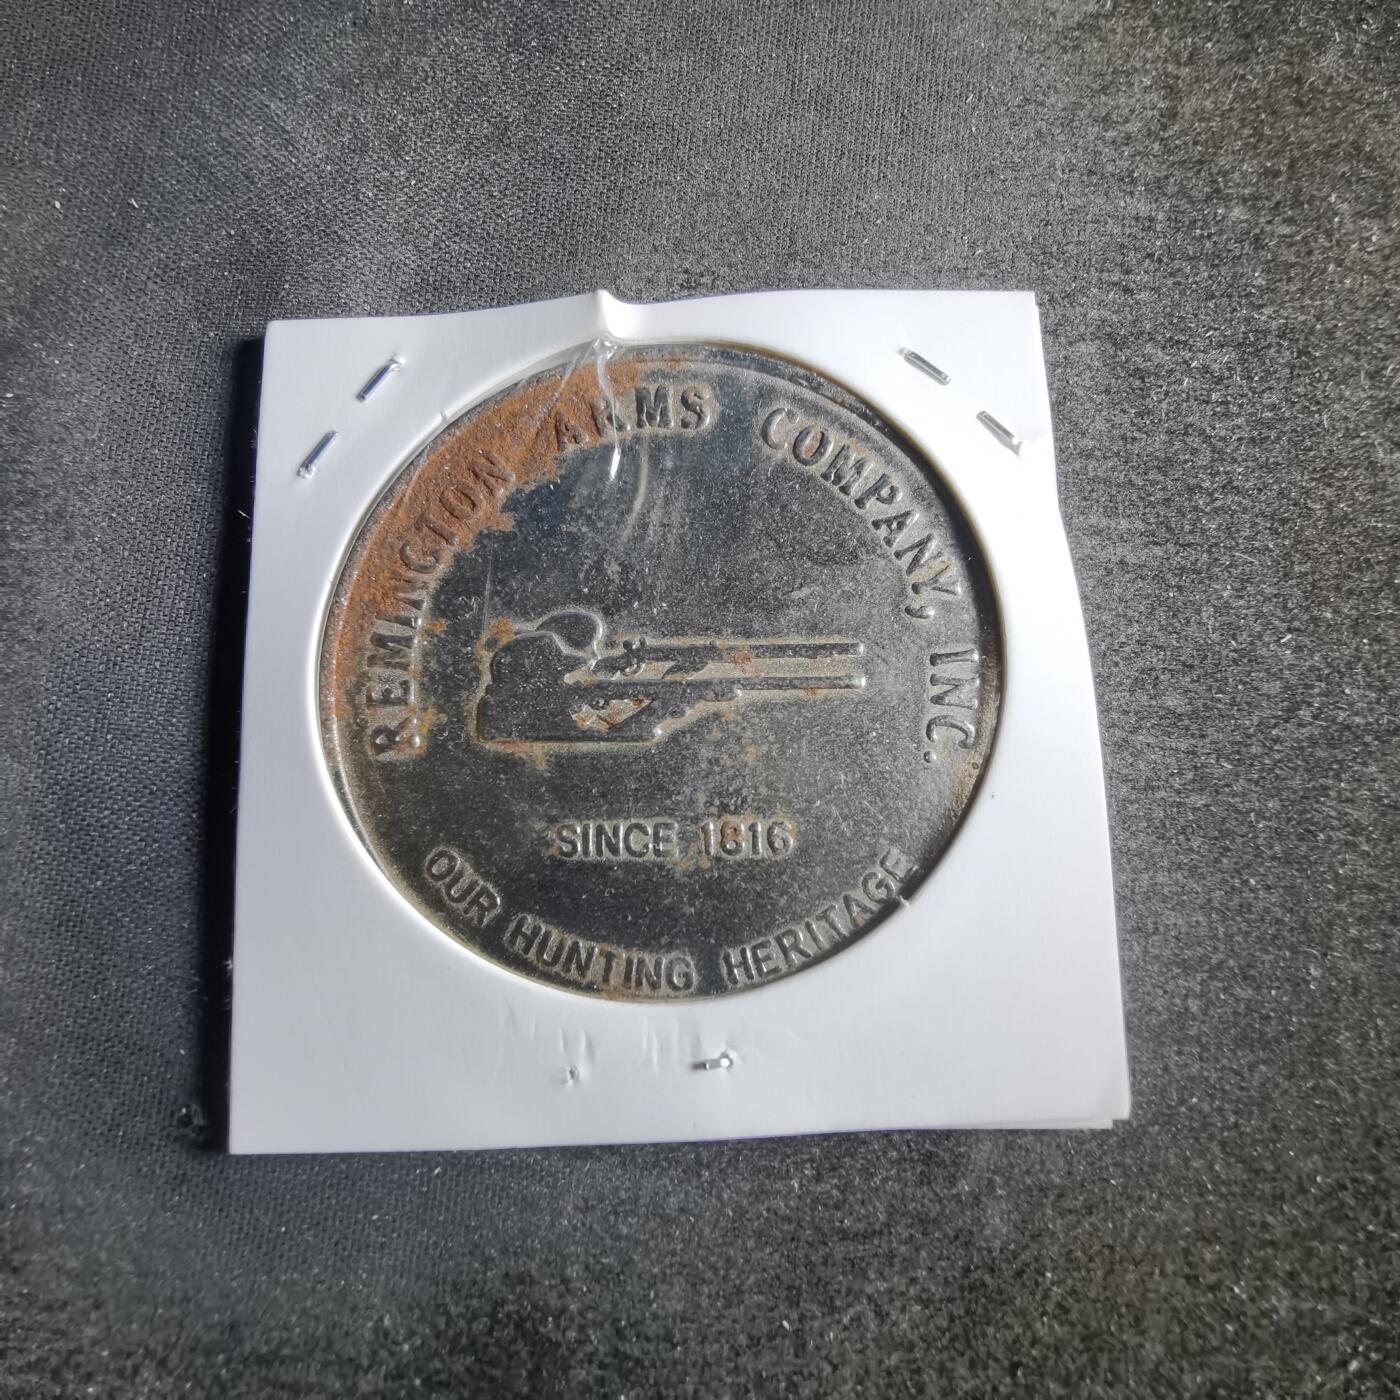 REMINGTON ARMS COMPANY, INC.
SINCE 1816
OUR HUNTING HERITAGE